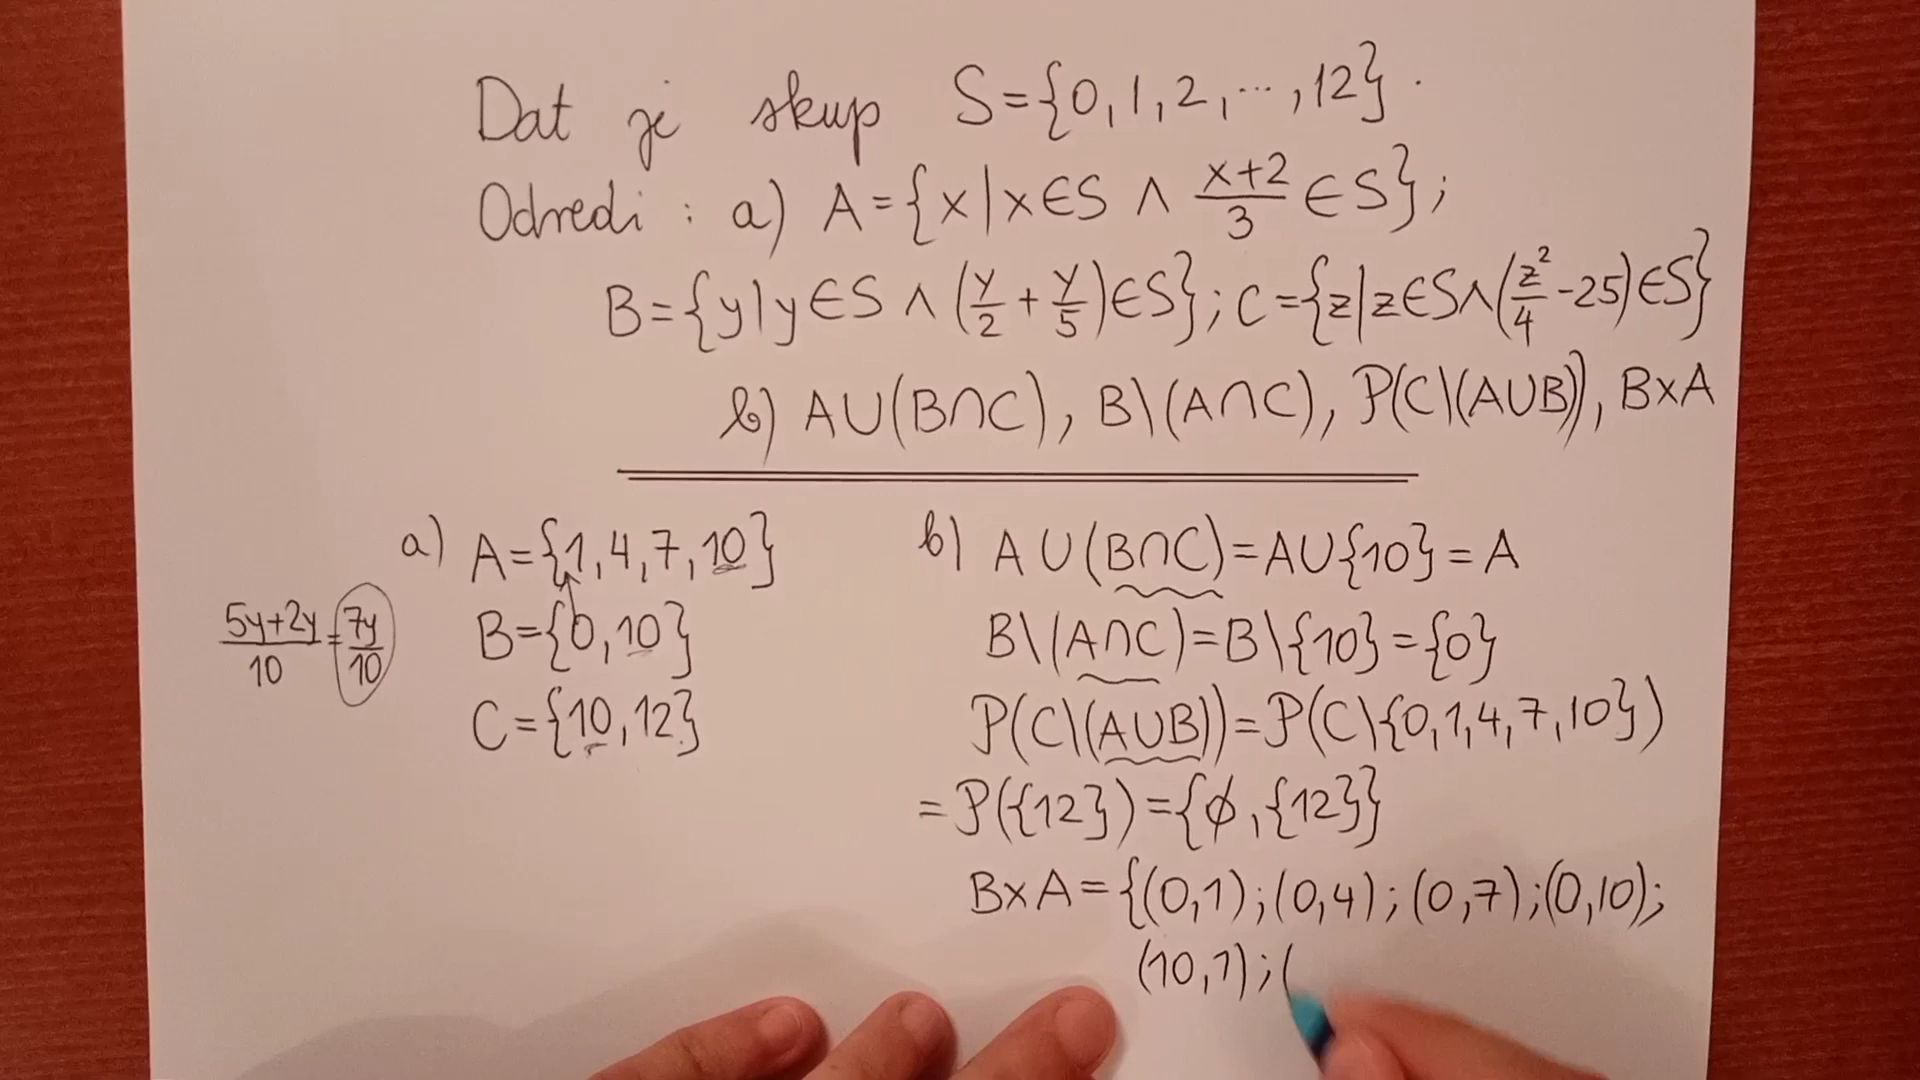 Dat je skup S={0,1,2,...,12}.
Odredi: a) A={x|x∈S ∧ (x+2)/3 ∈S};
B={y|y∈S ∧ (y/2 + y/5)∈S}; C={z|z∈S∧(z²/4 -25)∈S}
b) A∪(B∩C), B\(A∩C), P(C\(A∪B)), B×A
a) A={1,4,7,10}
(5y+2y)/10 = 7y/10
B={0,10}
C={10,12}
b) A∪(B∩C)=A∪{10}=A
B\(A∩C)=B\{10}={0}
P(C\(A∪B))=P(C\{0,1,4,7,10})
=P({12})={∅,{12}}
B×A={(0,1);(0,4);(0,7);(0,10);
(10,1);(